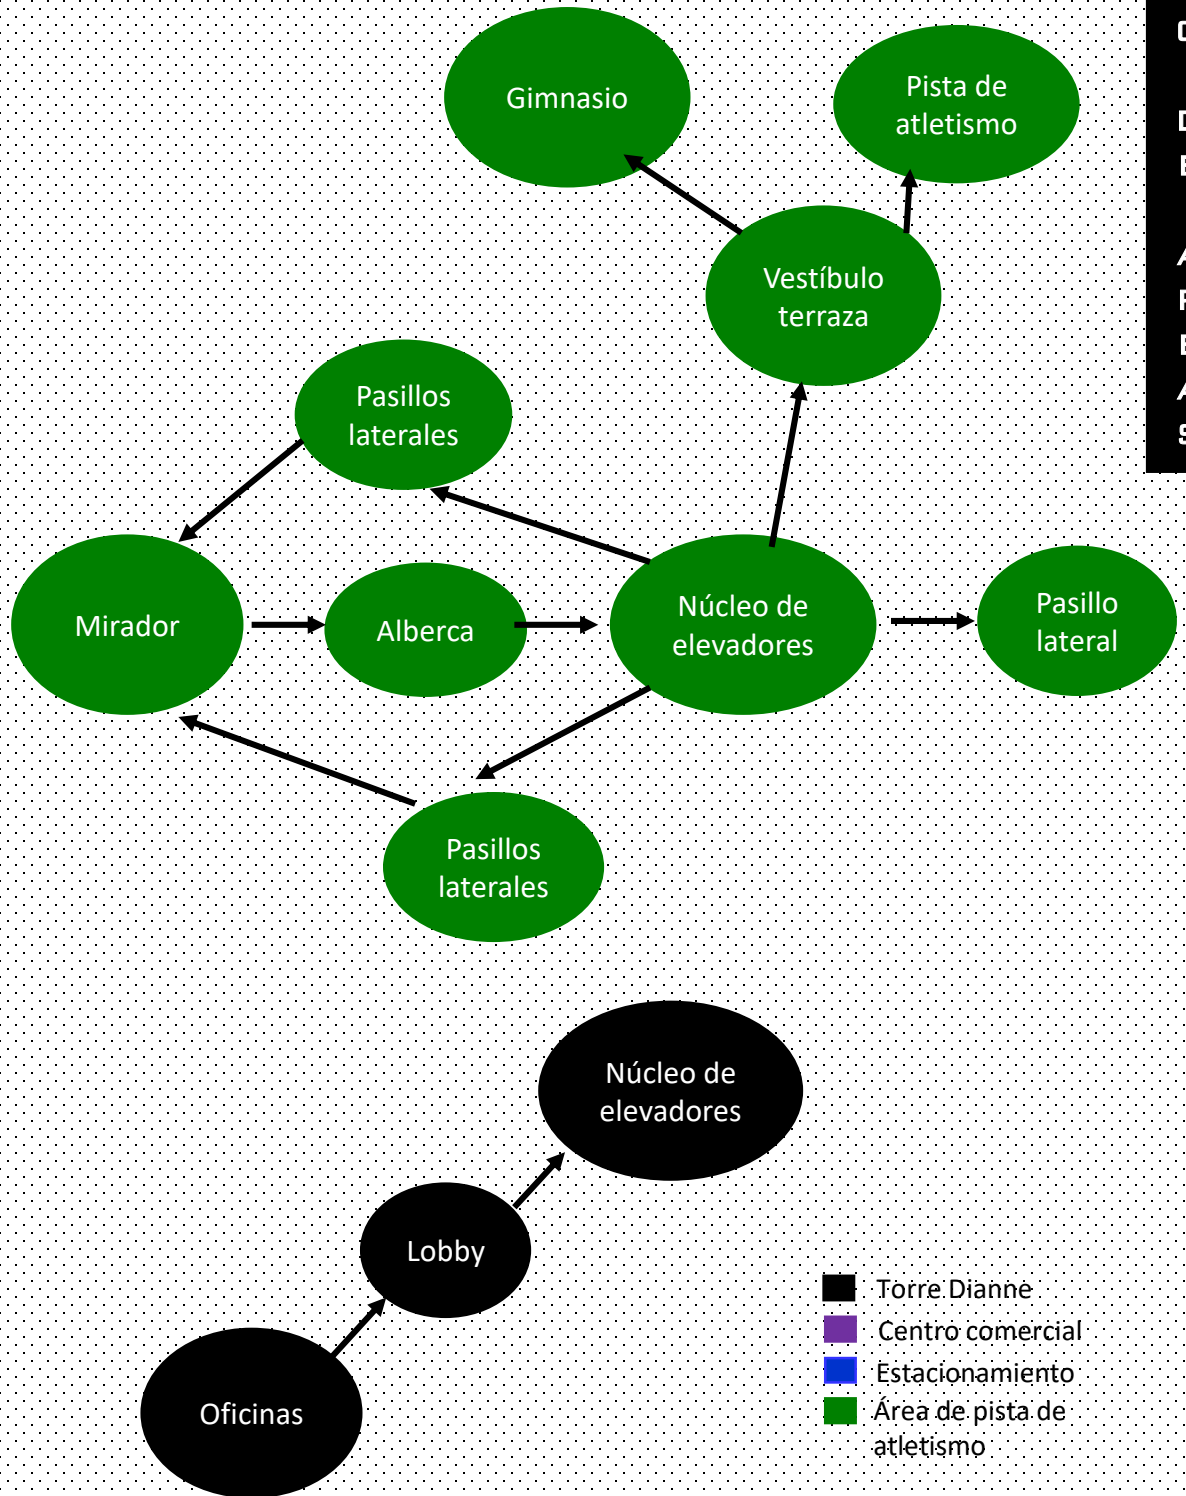 Gimnasio
Pista de
atletismo
Vestíbulo
terraza
Pasillos
laterales
Mirador
Alberca
Núcleo de
elevadores
Pasillo
lateral
Pasillos
laterales
Núcleo de
elevadores
Lobby
Oficinas
Torre Dianne
Centro comercial
Estacionamiento
Área de pista de
atletismo